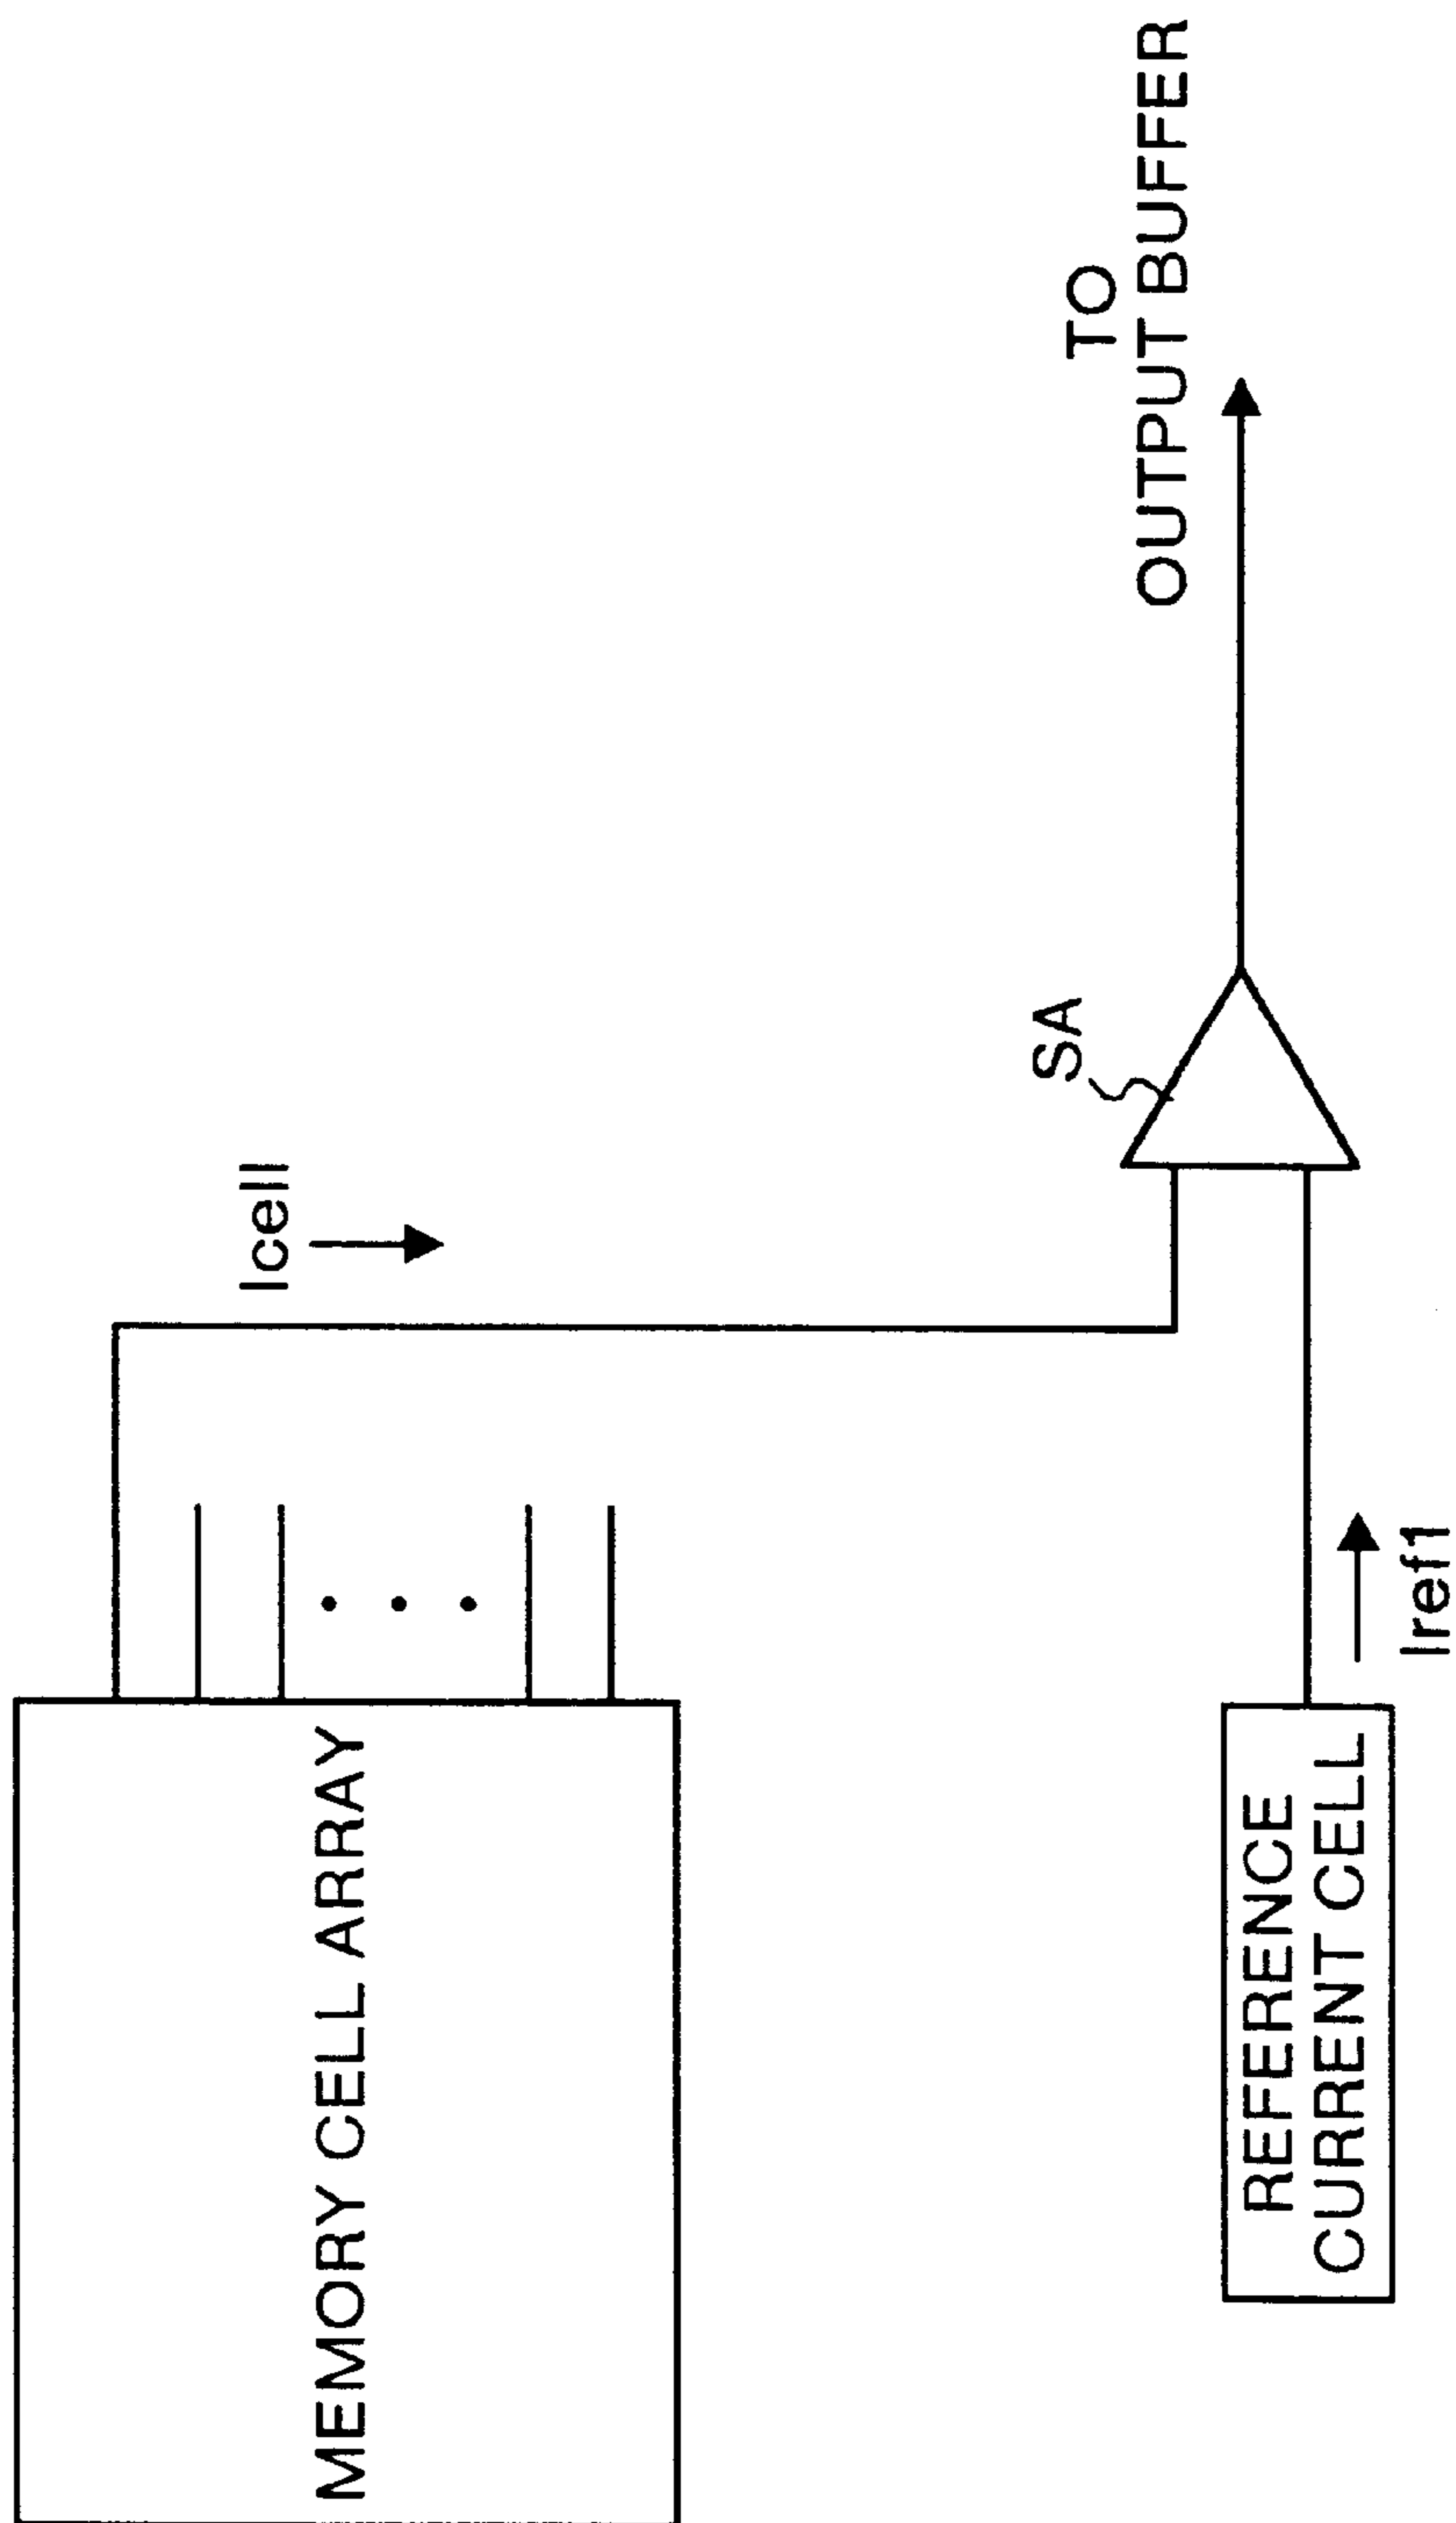 MEMORY CELL ARRAY
Icell
SA
TO
OUTPUT BUFFER
REFERENCE
CURRENT CELL
Iref1